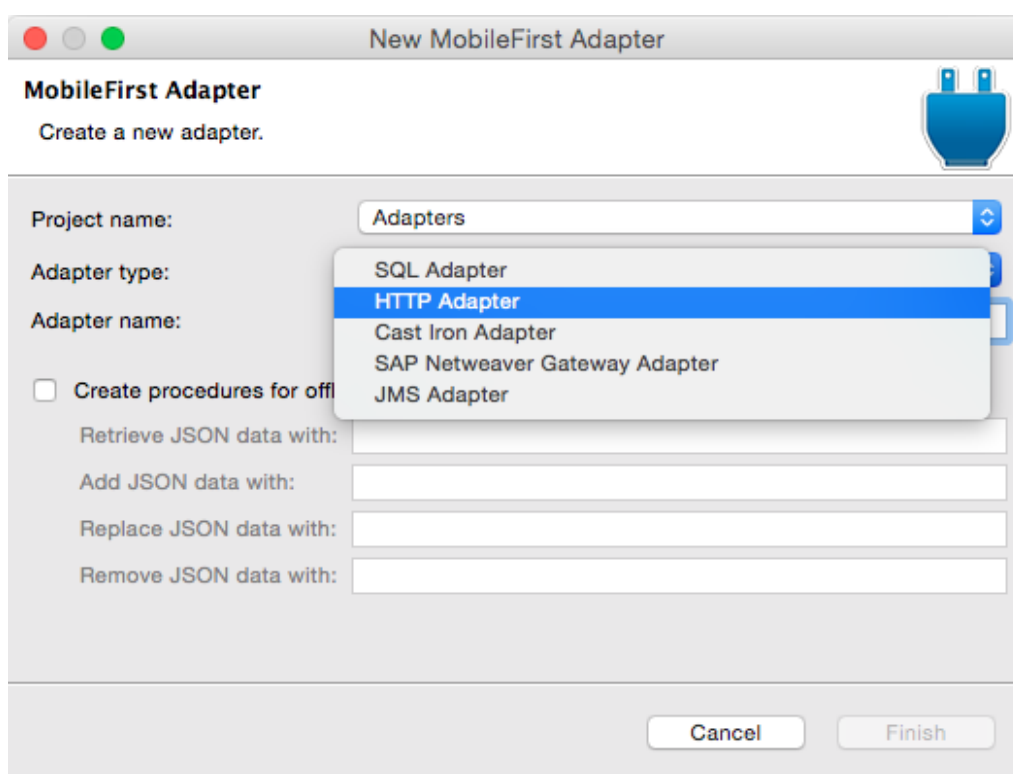 New MobileFirst Adapter
MobileFirst Adapter
Create a new adapter.
Project name: Adapters
Adapter type:
SQL Adapter
HTTP Adapter
Adapter name:
Cast Iron Adapter
SAP Netweaver Gateway Adapter
JMS Adapter
Create procedures for offl
Retrieve JSON data with:
Add JSON data with:
Replace JSON data with:
Remove JSON data with:
Cancel Finish